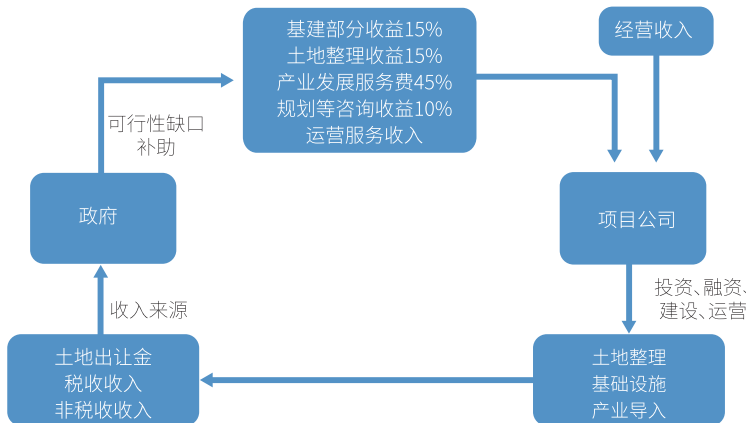 基建部分收益15%
土地整理收益15%
产业发展服务费45%
规划等咨询收益10%
运营服务收入
经营收入
可行性缺口
补助
政府
项目公司
收入来源
投资、融资、
建设、运营
土地出让金
税收收入
非税收收入
土地整理
基础设施
产业导入